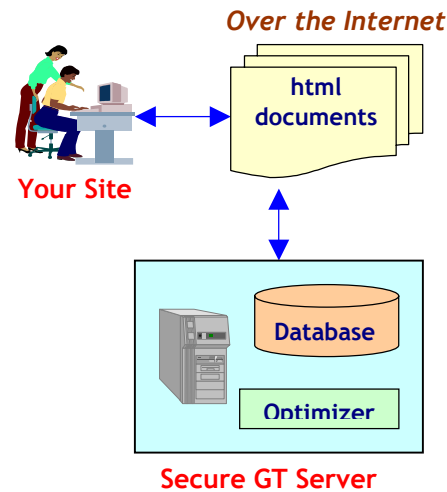 Over the Internet
html
documents
Your Site
Database
Optimizer
Secure GT Server